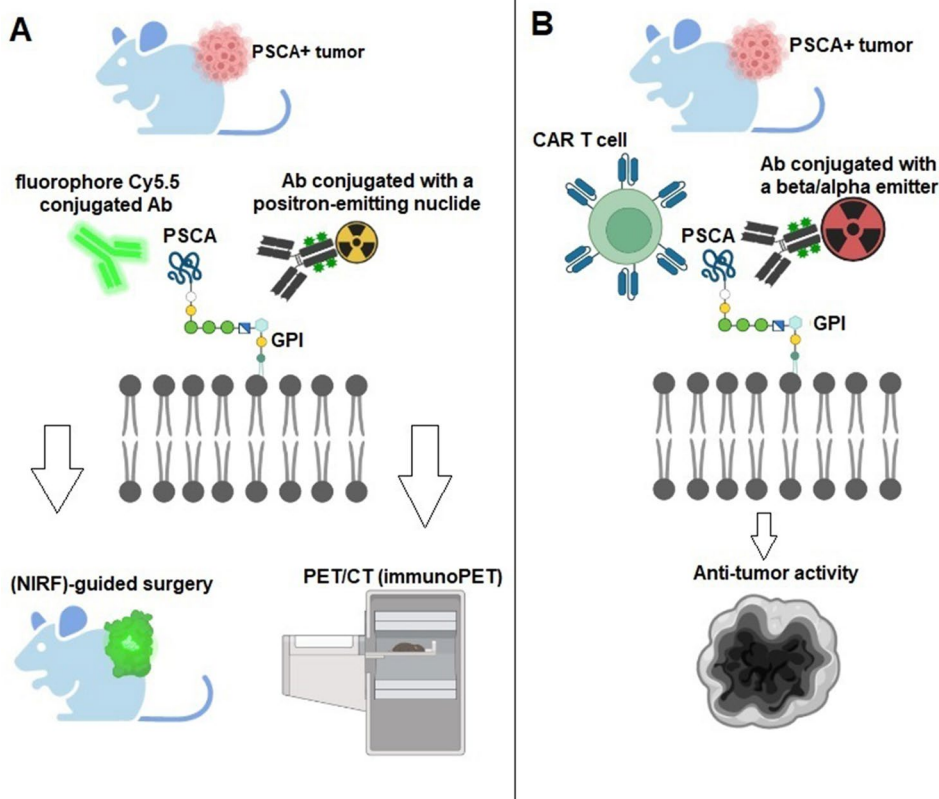 A
PSCA+ tumor
fluorophore Cy5.5
conjugated Ab
Ab conjugated with a
positron-emitting nuclide
PSCA
GPI
(NIRF)-guided surgery
PET/CT (immunoPET)
B
PSCA+ tumor
CAR T cell
Ab conjugated with
a beta/alpha emitter
PSCA
GPI
Anti-tumor activity